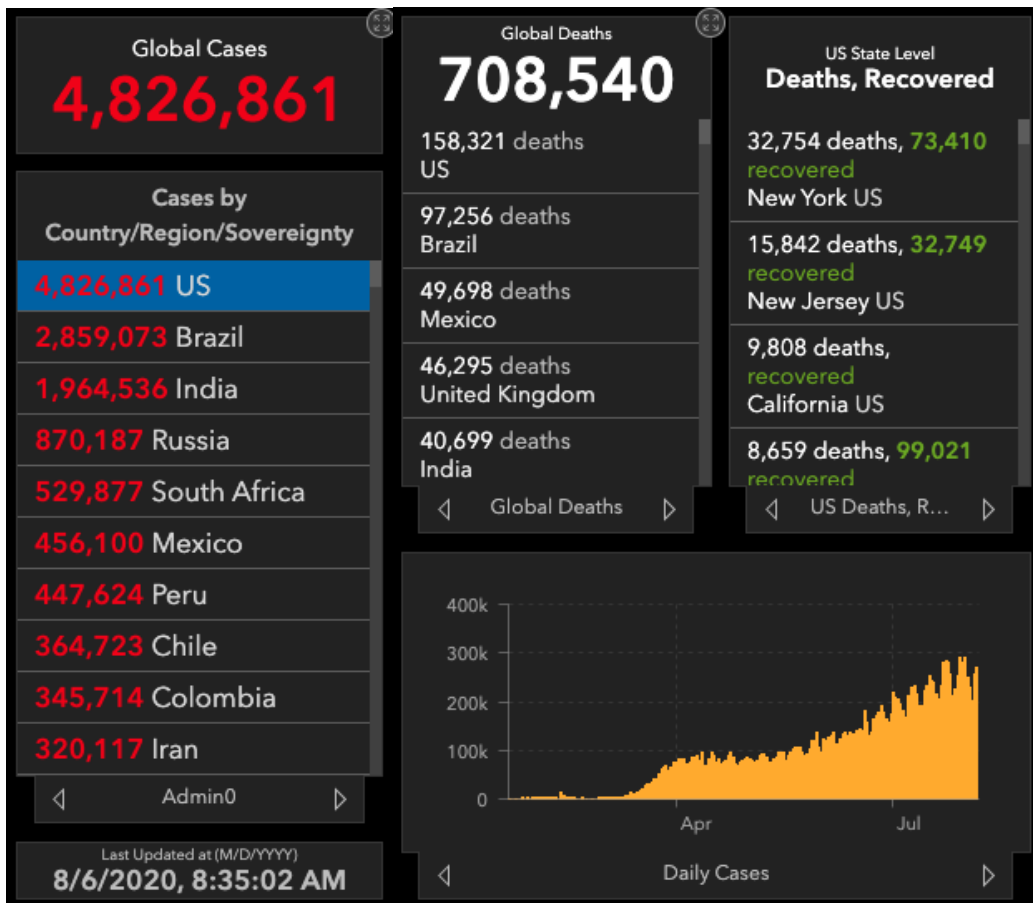 Global Cases
4,826,861
Cases by
Country/Region/Sovereignty
4,826,861 US
2,859,073 Brazil
1,964,536 India
870,187 Russia
529,877 South Africa
456,100 Mexico
447,624 Peru
364,723 Chile
345,714 Colombia
320,117 Iran
Admin0
Last Updated at (M/D/YYYY)
8/6/2020, 8:35:02 AM
Global Deaths
708,540
158,321 deaths
US
97,256 deaths
Brazil
49,698 deaths
Mexico
46,295 deaths
United Kingdom
40,699 deaths
India
Global Deaths
US State Level
Deaths, Recovered
32,754 deaths, 73,410
recovered
New York US
15,842 deaths, 32,749
recovered
New Jersey US
9,808 deaths,
recovered
California US
8,659 deaths, 99,021
recovered
US Deaths, R...
400k
300k
200k
100k
0
Apr
Jul
Daily Cases